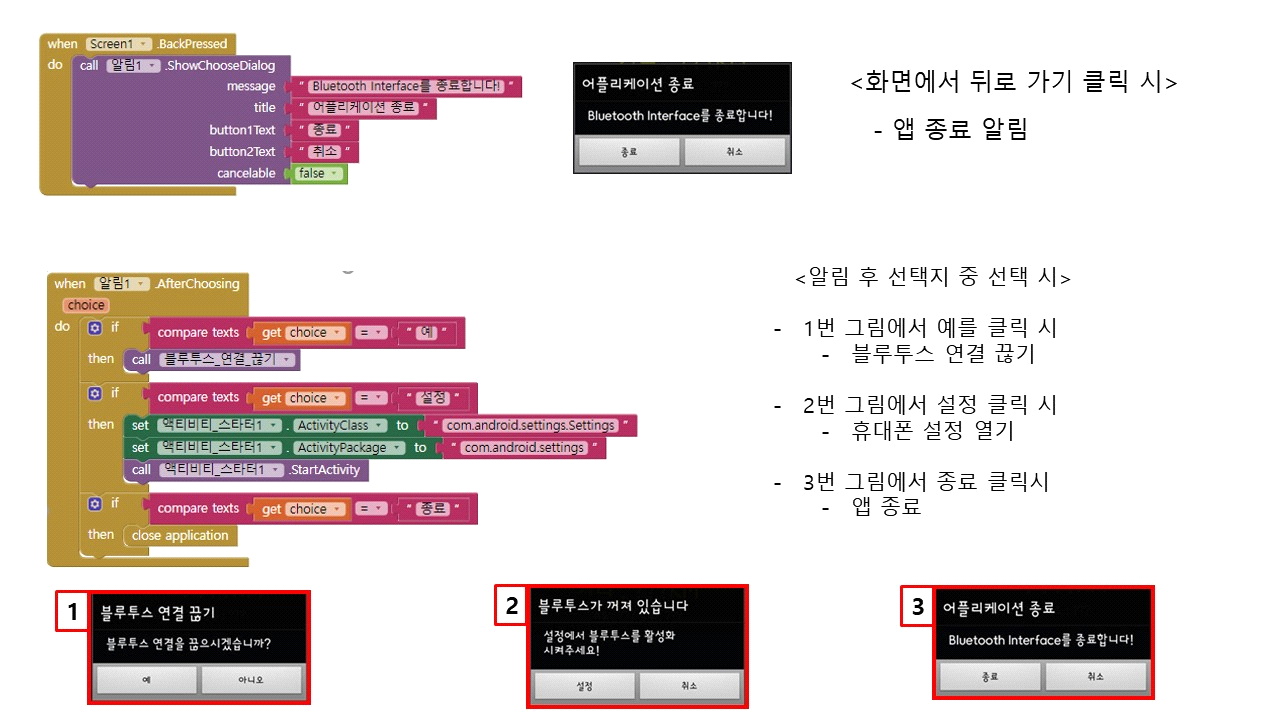 when Screen1 .BackPressed
do call 알림1 .ShowChooseDialog
message " Bluetooth Interface를 종료합니다! "
title " 어플리케이션 종료 "
button1Text " 종료 "
button2Text " 취소 "
cancelable false
어플리케이션 종료
Bluetooth Interface를 종료합니다!
종료 취소
<화면에서 뒤로 가기 클릭 시>
- 앱 종료 알림
when 알림1 .AfterChoosing
choice
do if compare texts get choice = " 예 "
then call 블루투스_연결_끊기
if compare texts get choice = " 설정 "
then set 액티비티_스타터1 . ActivityClass to " com.android.settings.Settings "
set 액티비티_스타터1 . ActivityPackage to " com.android.settings "
call 액티비티_스타터1 .StartActivity
if compare texts get choice = " 종료 "
then close application
<알림 후 선택지 중 선택 시>
- 1번 그림에서 예를 클릭 시
- 블루투스 연결 끊기
- 2번 그림에서 설정 클릭 시
- 휴대폰 설정 열기
- 3번 그림에서 종료 클릭시
- 앱 종료
1
블루투스 연결 끊기
블루투스 연결을 끊으시겠습니까?
예 아니오
2
블루투스가 꺼져 있습니다
설정에서 블루투스를 활성화
시켜주세요!
설정 취소
3
어플리케이션 종료
Bluetooth Interface를 종료합니다!
종료 취소